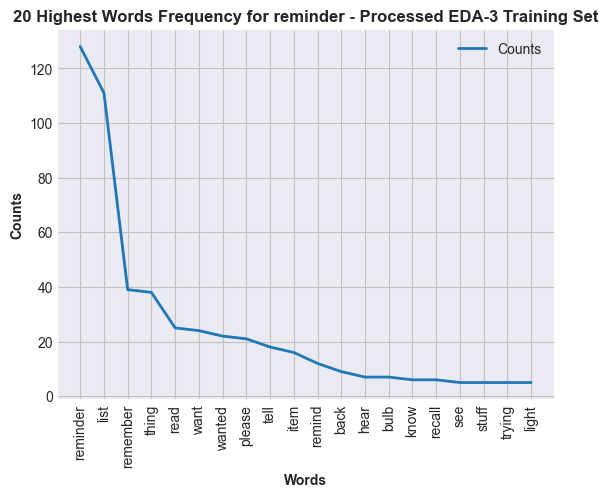 20 Highest Words Frequency for reminder - Processed EDA-3 Training Set
Counts
120
100
80
60
40
20
0
Counts
reminder
list
remember
thing
read
want
wanted
please
tell
item
remind
back
hear
bulb
know
recall
see
stuff
trying
light
Words